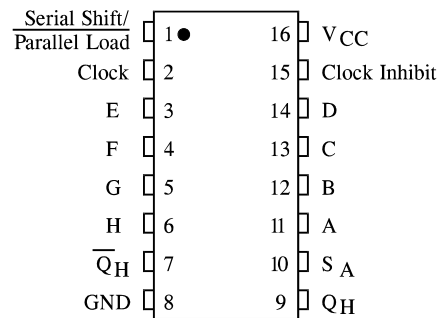 Serial Shift/
Parallel Load 1 16 VCC
Clock 2 15 Clock Inhibit
E 3 14 D
F 4 13 C
G 5 12 B
H 6 11 A
Q̅H 7 10 SA
GND 8 9 QH